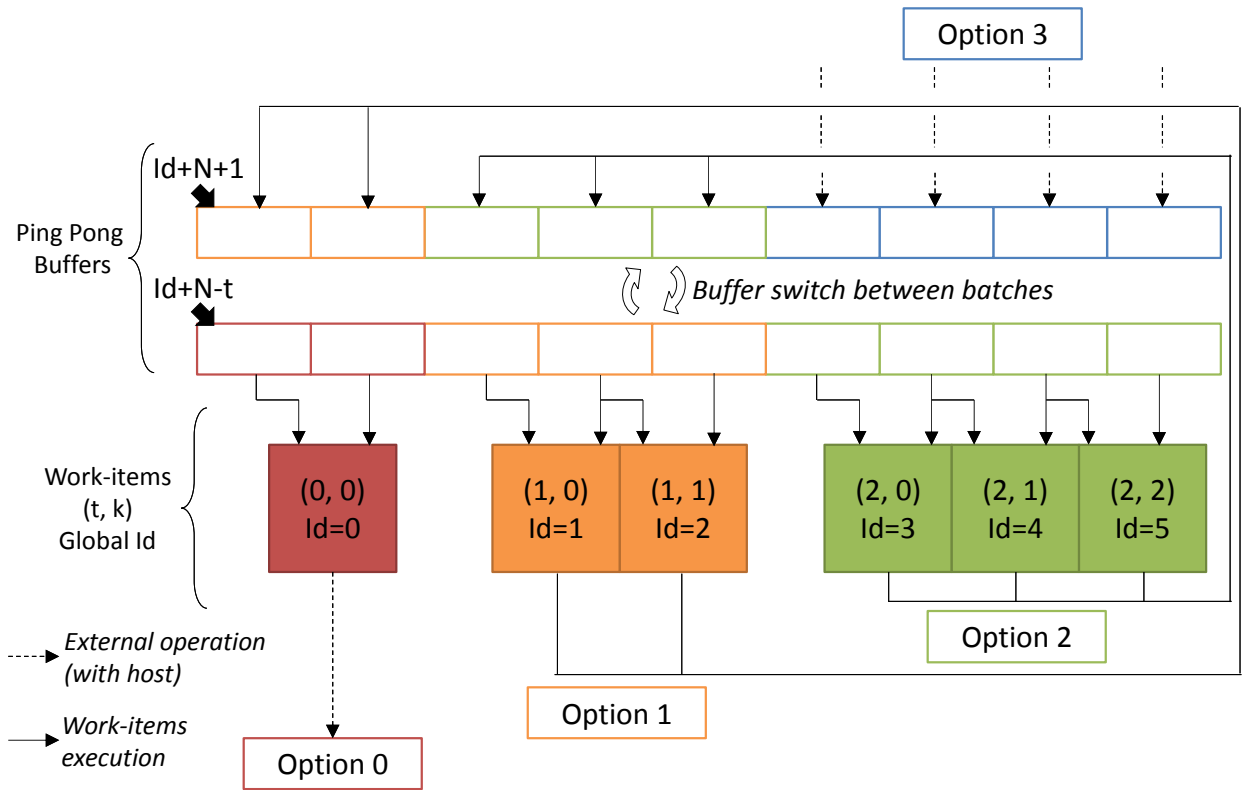 Option 3
Id+N+1
Ping Pong
Buffers
Id+N-t
Buffer switch between batches
Work-items
(t, k)
Global Id
(0, 0)
Id=0
(1, 0)
Id=1
(1, 1)
Id=2
(2, 0)
Id=3
(2, 1)
Id=4
(2, 2)
Id=5
Option 2
External operation
(with host)
Option 1
Work-items
execution
Option 0